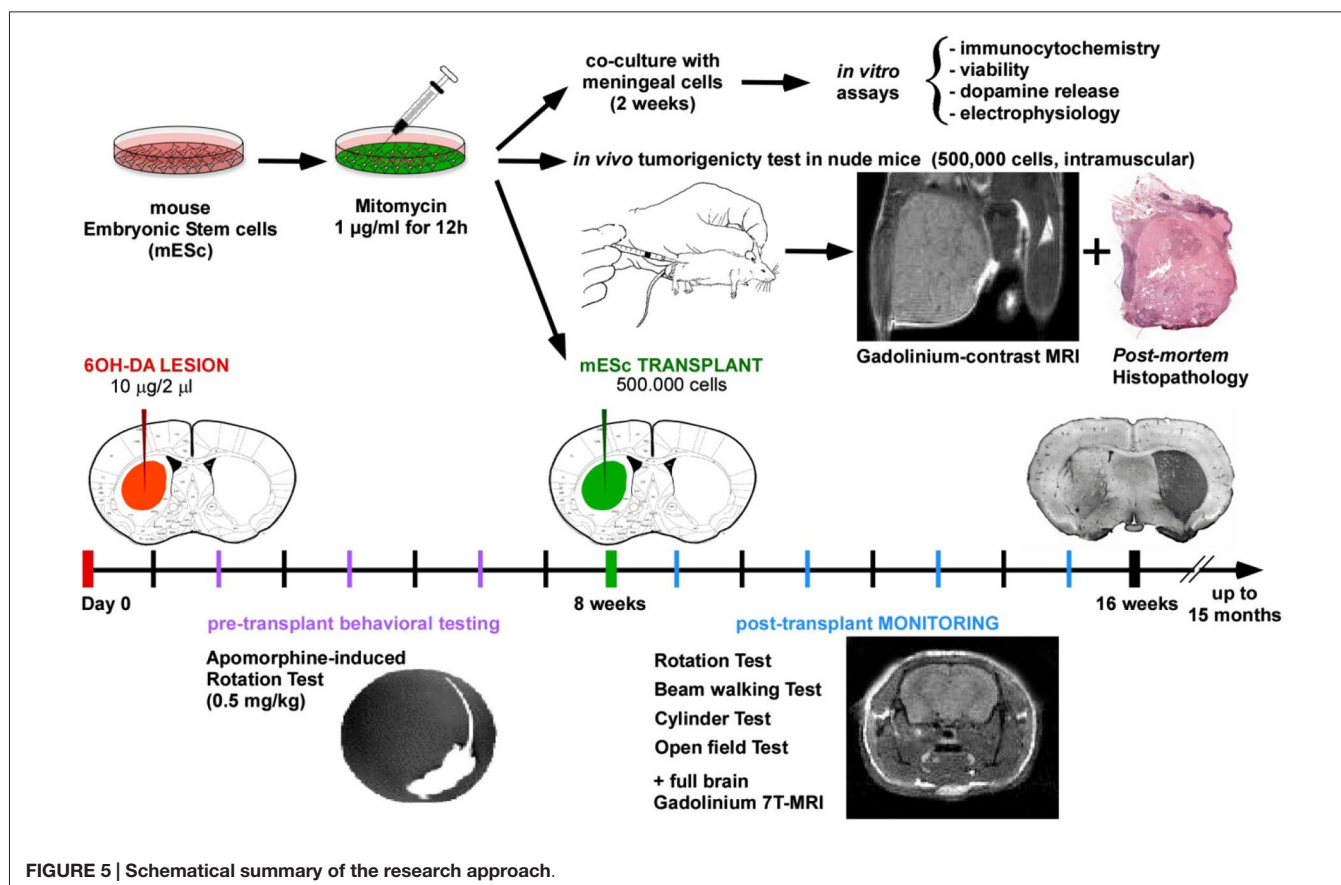 co-culture with
meningeal cells
(2 weeks)
in vitro
assays
- immunocytochemistry
- viability
- dopamine release
- electrophysiology
mouse
Embryonic Stem cells
(mESc)
Mitomycin
1 µg/ml for 12h
in vivo tumorigenicty test in nude mice (500,000 cells, intramuscular)
+
Gadolinium-contrast MRI
Post-mortem
Histopathology
6OH-DA LESION
10 µg/2 µl
mESc TRANSPLANT
500.000 cells
Day 0
8 weeks
16 weeks
up to
15 months
pre-transplant behavioral testing
Apomorphine-induced
Rotation Test
(0.5 mg/kg)
post-transplant MONITORING
Rotation Test
Beam walking Test
Cylinder Test
Open field Test
+ full brain
Gadolinium 7T-MRI
FIGURE 5 | Schematical summary of the research approach.